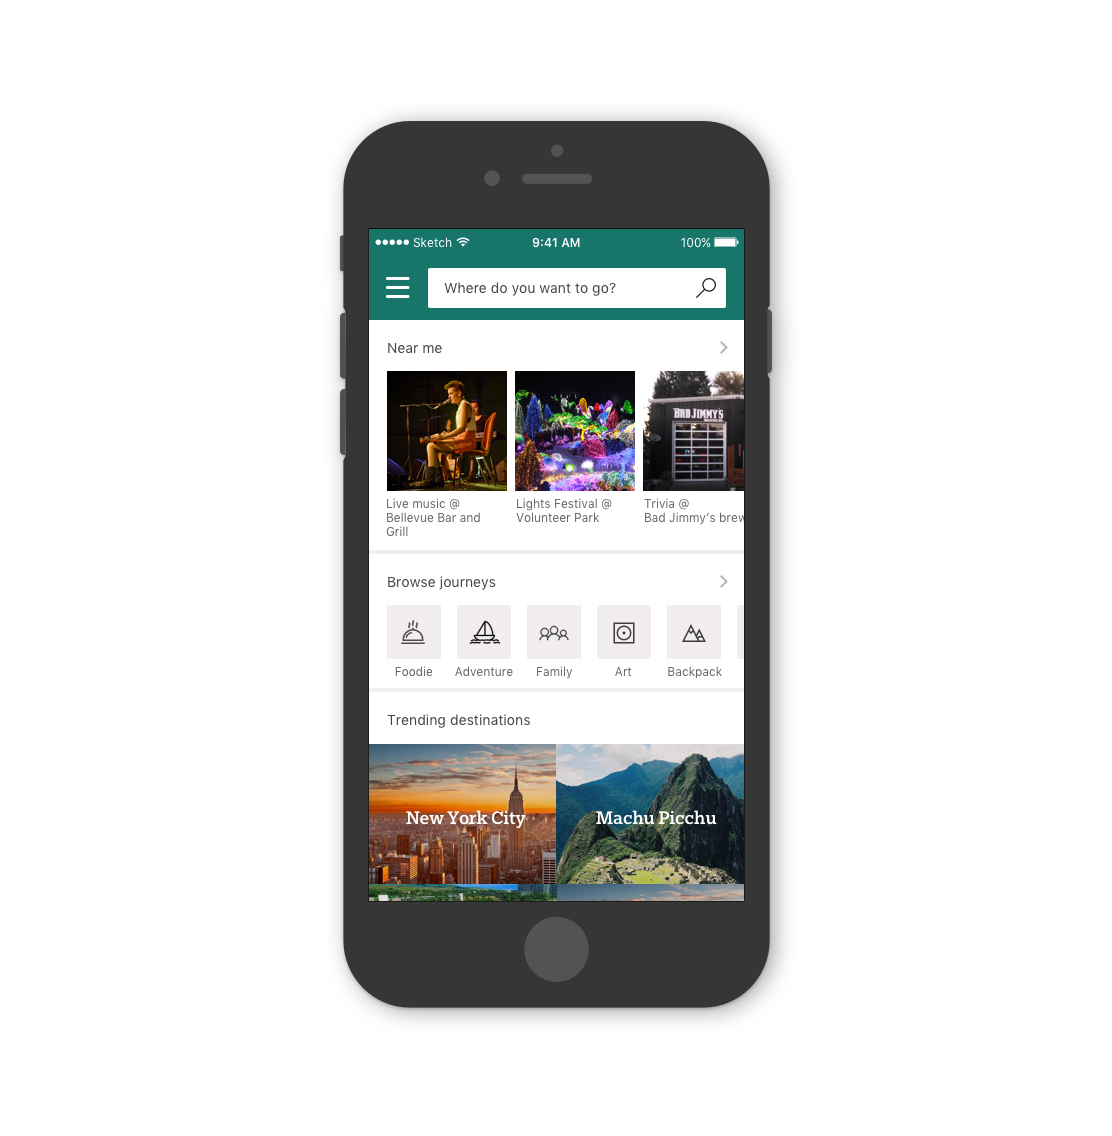 Sketch 9:41 AM 100%
Where do you want to go?
Near me
BAD JIMMY'S
Live music @
Bellevue Bar and
Grill
Lights Festival @
Volunteer Park
Trivia @
Bad Jimmy's brew
Browse journeys
Foodie Adventure Family Art Backpack
Trending destinations
New York City
Machu Picchu